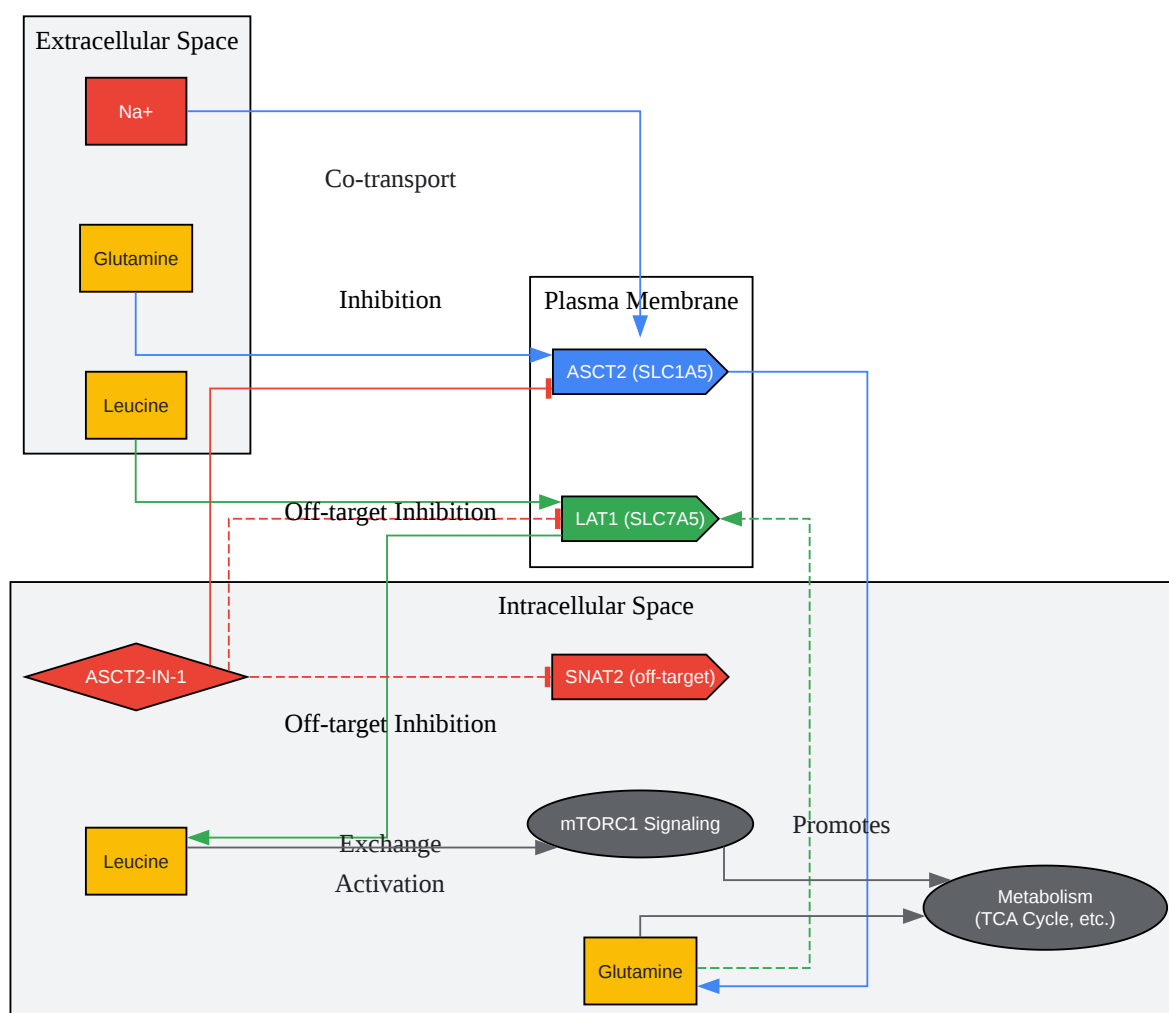 Extracellular Space
Na+
Co-transport
Glutamine
Inhibition
Plasma Membrane
ASCT2 (SLC1A5)
Leucine
Off-target Inhibition
LAT1 (SLC7A5)
Intracellular Space
ASCT2-IN-1
SNAT2 (off-target)
Off-target Inhibition
mTORC1 Signaling
Promotes
Exchange
Leucine
Activation
Metabolism
(TCA Cycle, etc.)
Glutamine